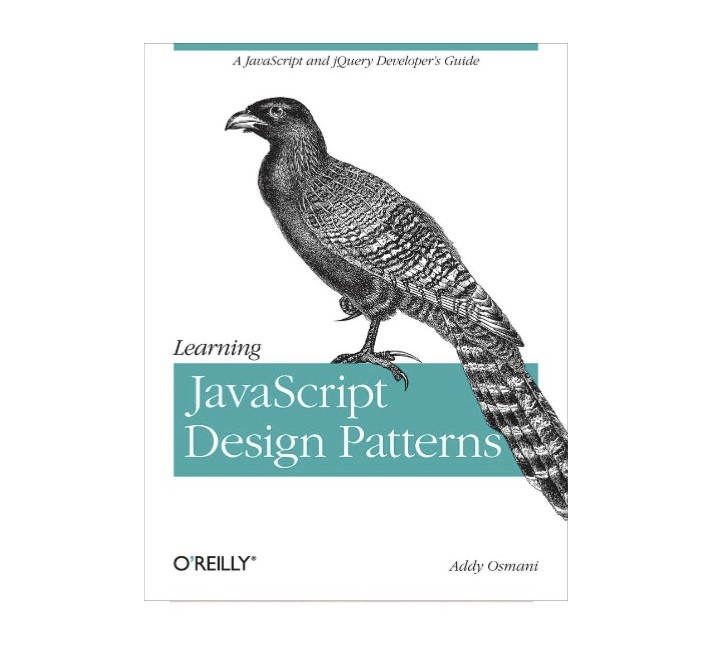 A JavaScript and jQuery Developer's Guide
Learning
JavaScript
Design Patterns
O'REILLY®
Addy Osmani